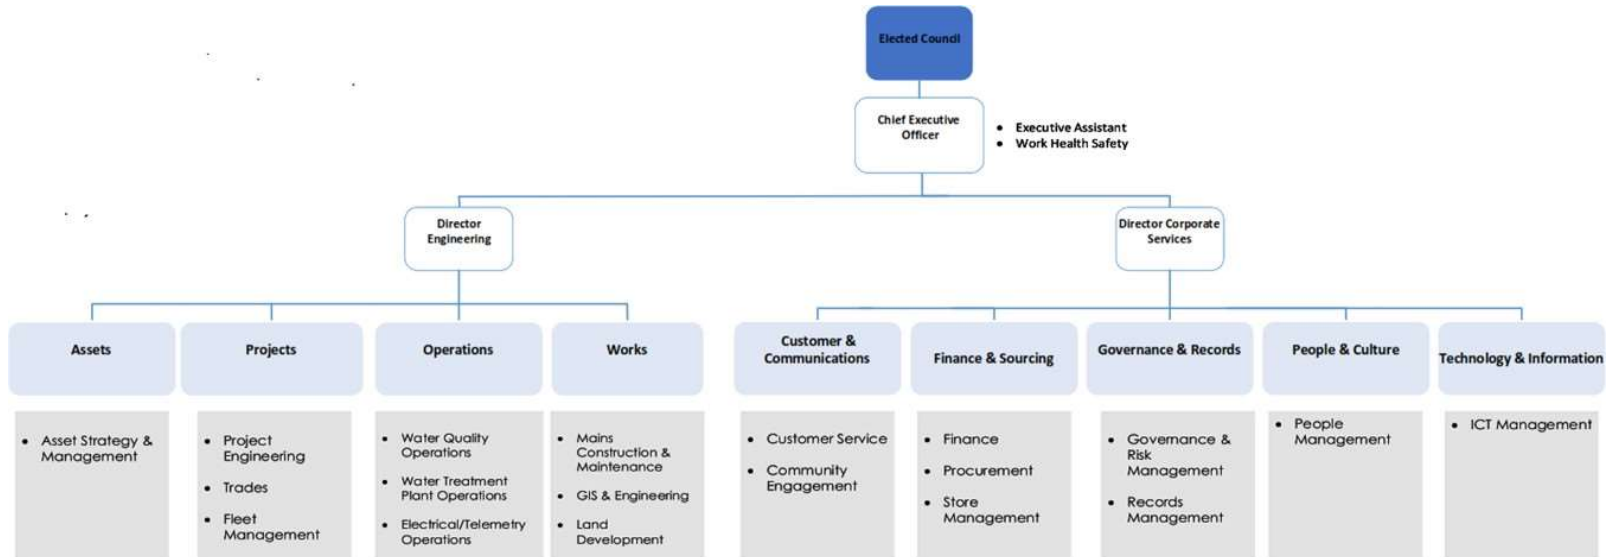 Elected Council
Chief Executive
Officer
• Executive Assistant
• Work Health Safety
Director
Engineering
Director Corporate
Services
Assets
Projects
Operations
Works
Customer &
Communications
Finance & Sourcing
Governance & Records
People & Culture
Technology & Information
• Asset Strategy &
Management
• Project
Engineering
• Trades
• Fleet
Management
• Water Quality
Operations
• Water Treatment
Plant Operations
• Electrical/Telemetry
Operations
• Mains
Construction &
Maintenance
• GIS & Engineering
• Land
Development
• Customer Service
• Community
Engagement
• Finance
• Procurement
• Store
Management
• Governance &
Risk
Management
• Records
Management
• People
Management
• ICT Management